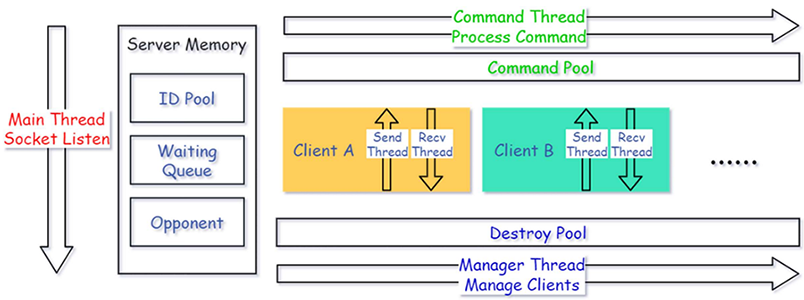 Main Thread
Socket Listen
Server Memory
ID Pool
Waiting
Queue
Opponent
Command Thread
Process Command
Command Pool
Client A
Send
Thread
Recv
Thread
Client B
Send
Thread
Recv
Thread
......
Destroy Pool
Manager Thread
Manage Clients